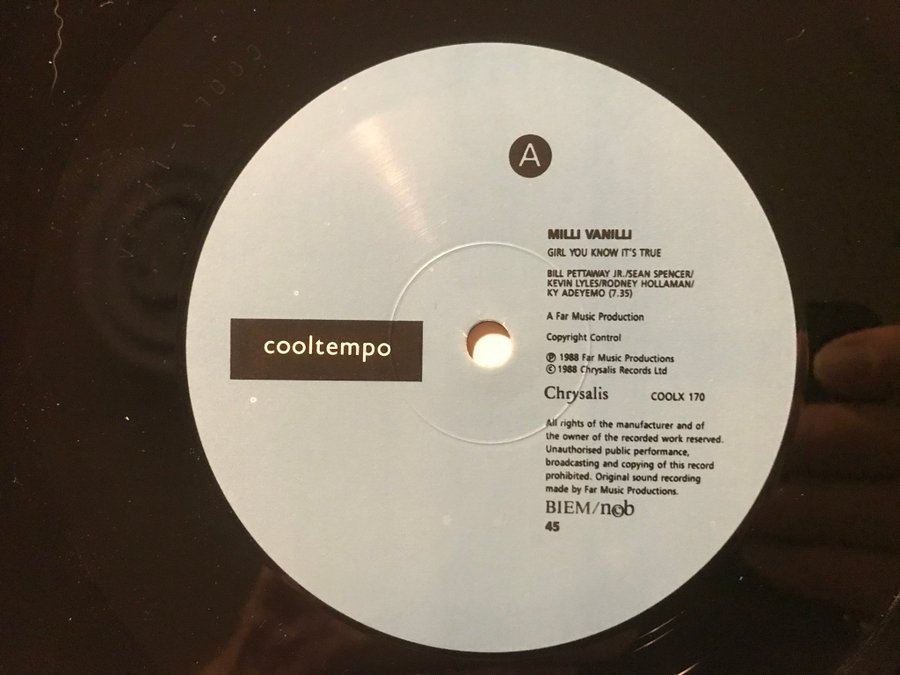 A
MILLI VANILLI
GIRL YOU KNOW IT'S TRUE
BILL PETTAWAY JR./SEAN SPENCER/
KEVIN LYLES/RODNEY HOLLAMAN/
KY ADEYEMO (7.35)
A Far Music Production
Copyright Control
℗ 1988 Far Music Productions
© 1988 Chrysalis Records Ltd
cooltempo
Chrysalis COOLX 170
All rights of the manufacturer and of
the owner of the recorded work reserved.
Unauthorised public performance,
broadcasting and copying of this record
prohibited. Original sound recording
made by Far Music Productions.
BIEM/ncb
45